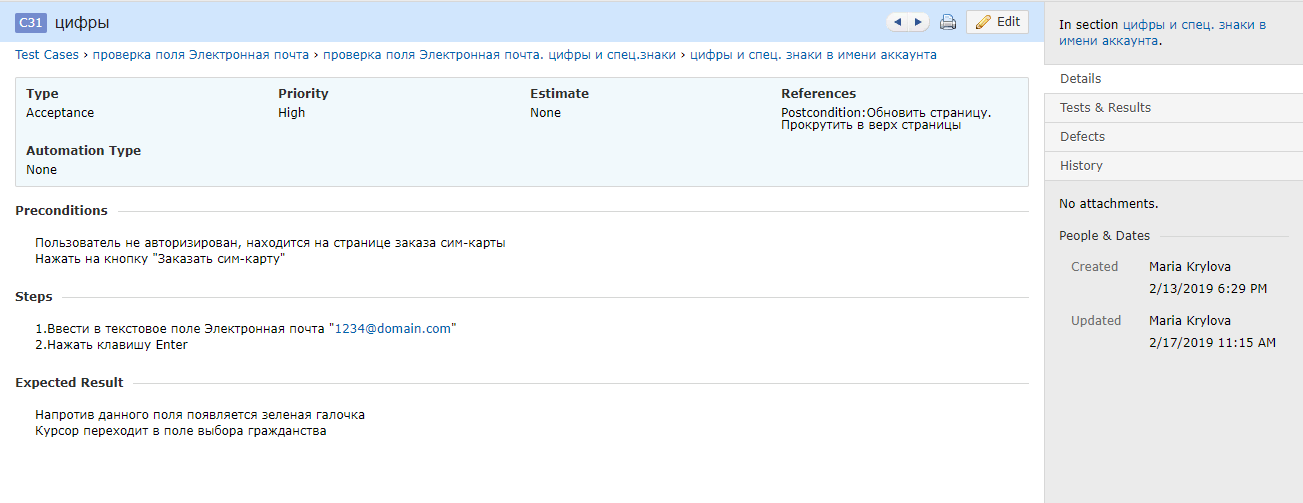 C31 цифры
Edit
Test Cases › проверка поля Электронная почта › проверка поля Электронная почта. цифры и спец.знаки › цифры и спец. знаки в имени аккаунта
Type
Priority
Estimate
References
Acceptance
High
None
Postcondition:Обновить страницу.
Прокрутить в верх страницы
Automation Type
None
Preconditions
Пользователь не авторизирован, находится на странице заказа сим-карты
Нажать на кнопку "Заказать сим-карту"
Steps
1.Ввести в текстовое поле Электронная почта "1234@domain.com"
2.Нажать клавишу Enter
Expected Result
Напротив данного поля появляется зеленая галочка
Курсор переходит в поле выбора гражданства
In section цифры и спец. знаки в
имени аккаунта.
Details
Tests & Results
Defects
History
No attachments.
People & Dates
Created Maria Krylova
2/13/2019 6:29 PM
Updated Maria Krylova
2/17/2019 11:15 AM